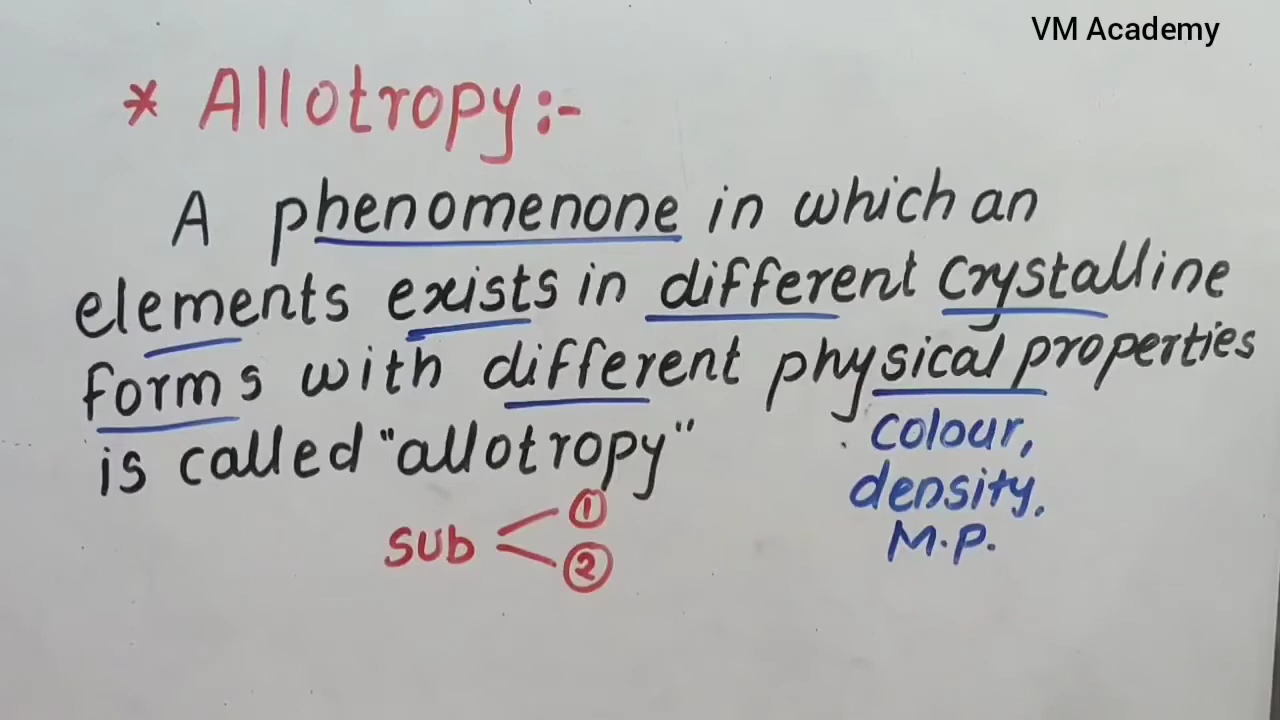 VM Academy
* Allotropy:-
A phenomenone in which an
elements exists in different crystalline
forms with different physical properties
is called "allotropy"
colour,
density,
M.P.
sub
1
2